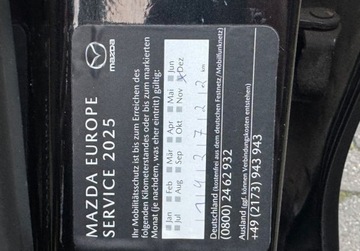 mazda
MAZDA EUROPE
SERVICE 2025
Ihr Mobilitätsschutz ist bis zum Erreichen des
folgenden Kilometerstandes oder bis zum markierten
Monat (je nachdem, was eher eintritt) gültig:
Jan Feb Mär Apr Mai Jun
Jul Aug Sep Okt Nov Dez
km
Deutschland (kostenfrei aus dem deutschen Festnetz/Mobilfunknetz)
(0800) 24 62 932
Ausland (ggf. können Verbindungskosten entstehen)
+49 (2173) 943 943